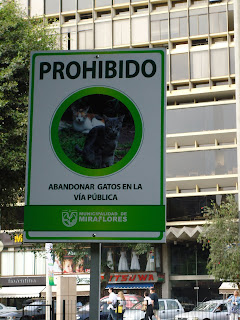 PROHIBIDO
ABANDONAR GATOS EN LA
VÍA PÚBLICA
MUNICIPALIDAD DE
MIRAFLORES